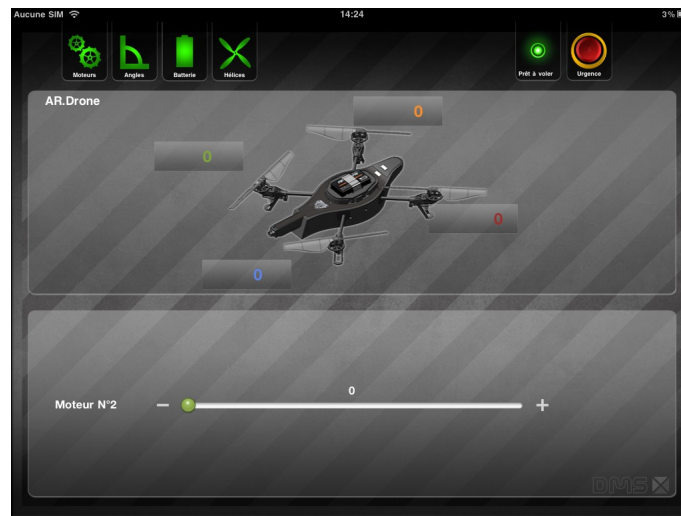 Aucune SIM 14:24 3%
Moteurs Angles Batterie Hélices Prêt à voler Urgence
AR.Drone
0
0
0
0
0
Moteur N°2 − +
DMS